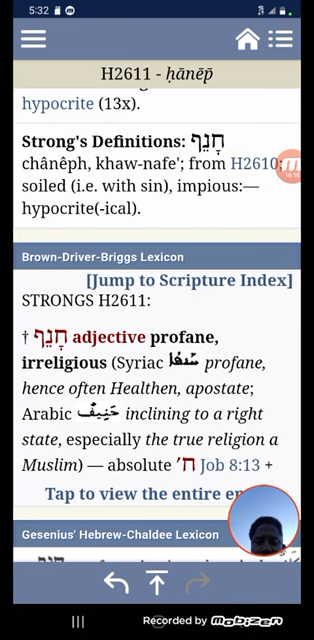 5:32
H2611 - ḥānēp̄
hypocrite (13x).
Strong's Definitions: חָנֵף
chânêph, khaw-nafe'; from H2610;
soiled (i.e. with sin), impious:—
hypocrite(-ical).
Brown-Driver-Briggs Lexicon
[Jump to Scripture Index]
STRONGS H2611:
† חָנֵף adjective profane,
irreligious (Syriac profane,
hence often Healthen, apostate;
Arabic inclining to a right
state, especially the true religion a
Muslim) — absolute ח׳ Job 8:13 +
Tap to view the entire en
Gesenius' Hebrew-Chaldee Lexicon
Recorded by mobizen